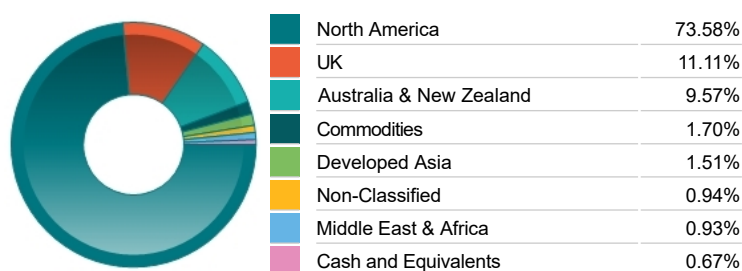 North America 73.58%
UK 11.11%
Australia & New Zealand 9.57%
Commodities 1.70%
Developed Asia 1.51%
Non-Classified 0.94%
Middle East & Africa 0.93%
Cash and Equivalents 0.67%